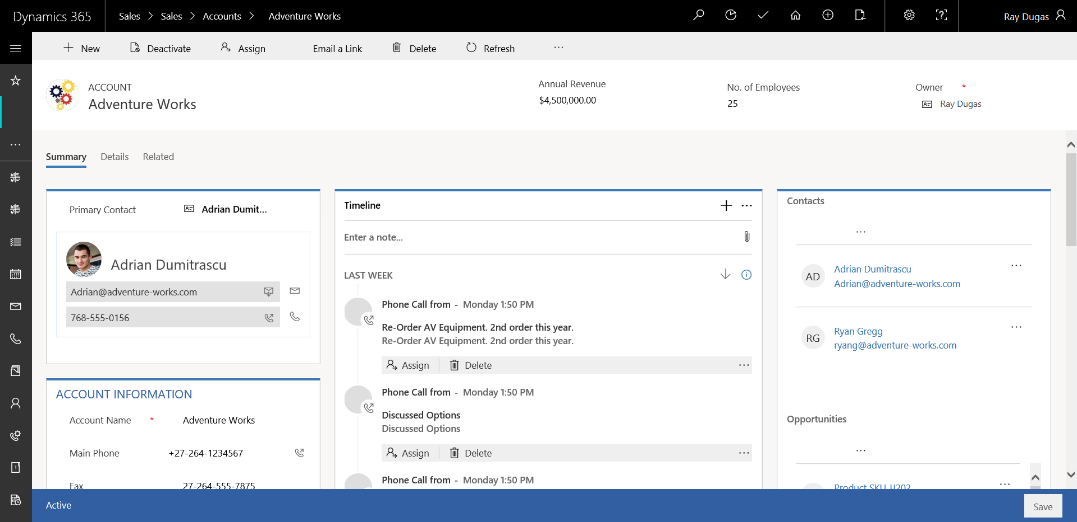 Dynamics 365
Sales > Sales > Accounts > Adventure Works
Ray Dugas
New
Deactivate
Assign
Email a Link
Delete
Refresh
...
ACCOUNT
Adventure Works
Annual Revenue
$4,500,000.00
No. of Employees
25
Owner *
Ray Dugas
Summary
Details
Related
Primary Contact
Adrian Dumit...
Adrian Dumitrascu
Adrian@adventure-works.com
768-555-0156
ACCOUNT INFORMATION
Account Name * Adventure Works
Main Phone +27-264-1234567
Fax 27-264-555-7875
Timeline
Enter a note...
LAST WEEK
Phone Call from - Monday 1:50 PM
Re-Order AV Equipment. 2nd order this year.
Re-Order AV Equipment. 2nd order this year.
Assign
Delete
...
Phone Call from - Monday 1:50 PM
Discussed Options
Discussed Options
Assign
Delete
...
Phone Call from - Monday 1:50 PM
Contacts
...
AD
Adrian Dumitrascu
Adrian@adventure-works.com
...
RG
Ryan Gregg
ryang@adventure-works.com
...
Opportunities
...
Product SKU JJ202
...
Active
Save